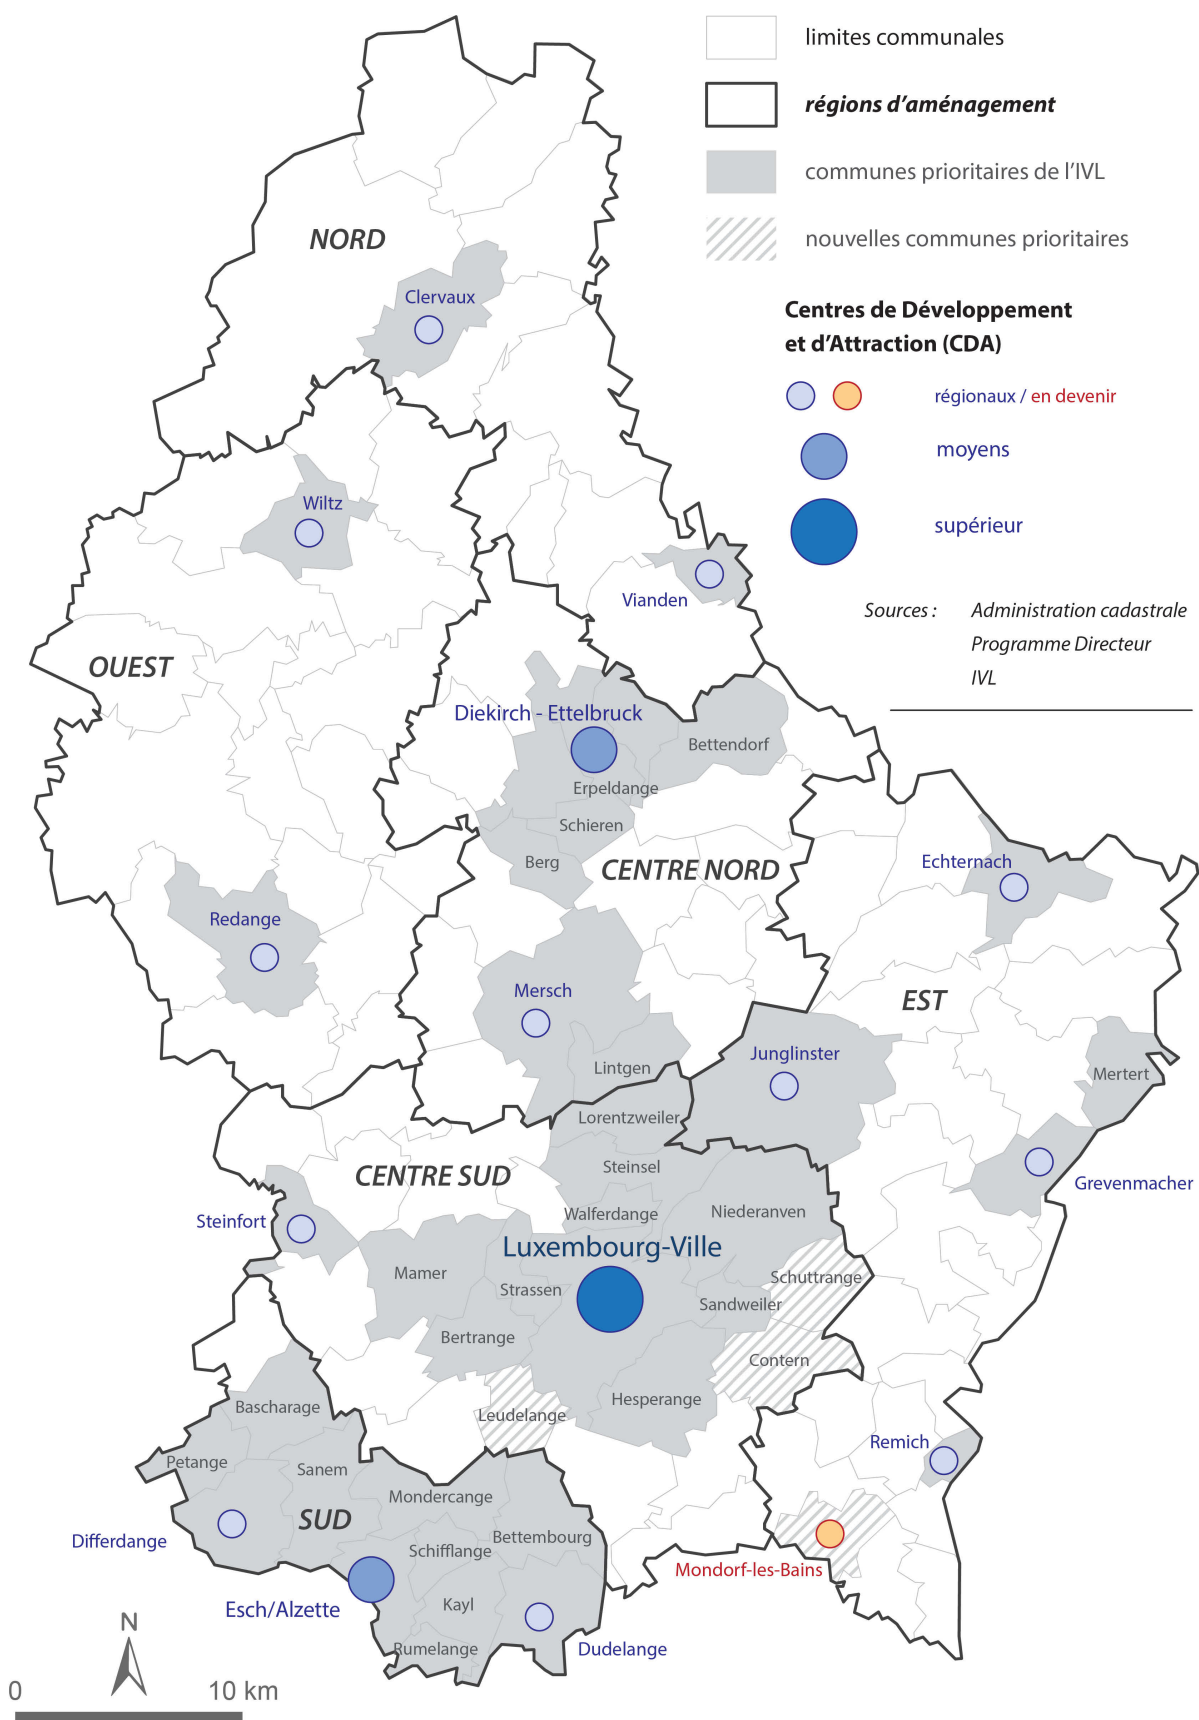 limites communales
régions d’aménagement
communes prioritaires de l’IVL
nouvelles communes prioritaires
Centres de Développement
et d’Attraction (CDA)
régionaux / en devenir
moyens
supérieur
Sources : Administration cadastrale
Programme Directeur
IVL
NORD
Clervaux
Wiltz
Vianden
OUEST
Diekirch - Ettelbruck
Bettendorf
Erpeldange
Schieren
Berg
CENTRE NORD
Echternach
Redange
Mersch
EST
Junglinster
Lintgen
Mertert
Lorentzweiler
CENTRE SUD
Steinsel
Grevenmacher
Steinfort
Walferdange
Niederanven
Luxembourg-Ville
Mamer
Schuttrange
Strassen
Sandweiler
Bertrange
Contern
Hesperange
Bascharage
Leudelange
Remich
Petange
Sanem
Mondercange
SUD
Differdange
Bettembourg
Schifflange
Mondorf-les-Bains
Esch/Alzette
Kayl
Rumelange
Dudelange
N
0 10 km